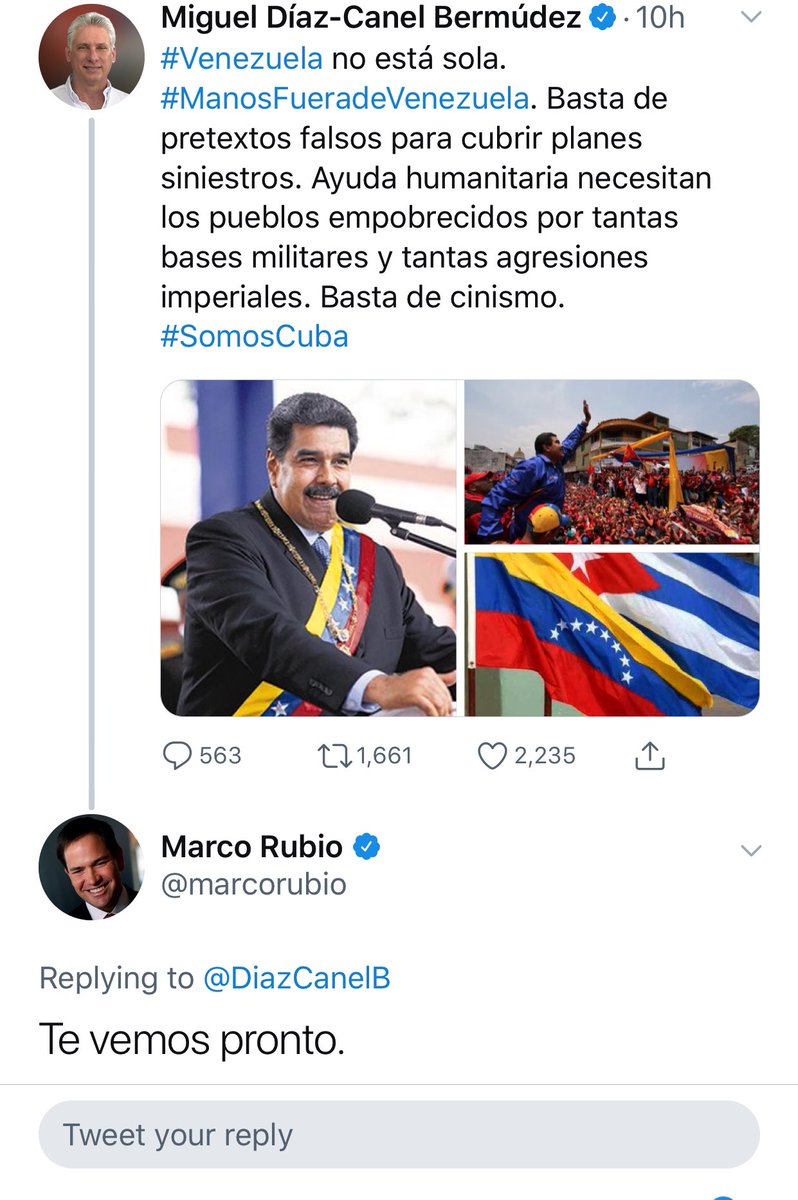 Miguel Díaz-Canel Bermúdez · 10h
#Venezuela no está sola.
#ManosFueradeVenezuela. Basta de
pretextos falsos para cubrir planes
siniestros. Ayuda humanitaria necesitan
los pueblos empobrecidos por tantas
bases militares y tantas agresiones
imperiales. Basta de cinismo.
#SomosCuba
563 1,661 2,235
Marco Rubio
@marcorubio
Replying to @DiazCanelB
Te vemos pronto.
Tweet your reply